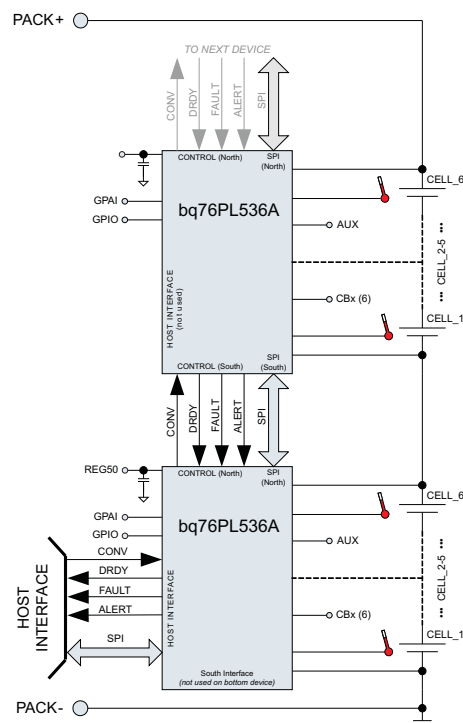 PACK+
TO NEXT DEVICE
CONV
DRDY
FAULT
ALERT
SPI
CONTROL (North)
SPI
(North)
CELL_6
GPAI
GPIO
bq76PL536A
AUX
HOST INTERFACE
(not used)
... CELL_2-5 ...
CBx (6)
CELL_1
CONTROL (South)
SPI
(South)
CONV
DRDY
FAULT
ALERT
SPI
REG50
CONTROL (North)
SPI
(North)
CELL_6
GPAI
GPIO
bq76PL536A
AUX
HOST
INTERFACE
CONV
DRDY
FAULT
ALERT
SPI
HOST INTERFACE
... CELL_2-5 ...
CBx (6)
CELL_1
South Interface
(not used on bottom device)
PACK-